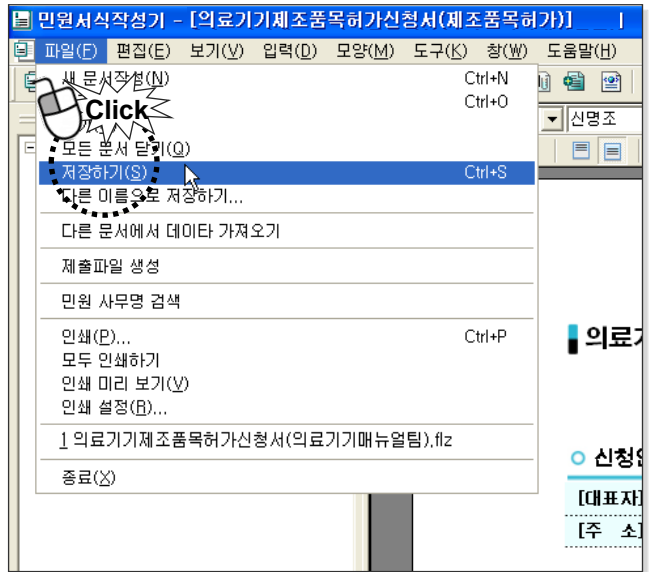 민원서식작성기 - [의료기기제조품목허가신청서(제조품목허가)]
파일(F) 편집(E) 보기(V) 입력(D) 모양(M) 도구(K) 창(W) 도움말(H)
새 문서작성(N) Ctrl+N
Ctrl+O
Click
신명조
모든 문서 닫기(Q)
저장하기(S) Ctrl+S
다른 이름으로 저장하기...
다른 문서에서 데이타 가져오기
제출파일 생성
민원 사무명 검색
인쇄(P)... Ctrl+P
모두 인쇄하기
인쇄 미리 보기(V)
인쇄 설정(R)...
1 의료기기제조품목허가신청서(의료기기매뉴얼팀).flz
종료(X)
의료
신청
[대표자]
[주 소]